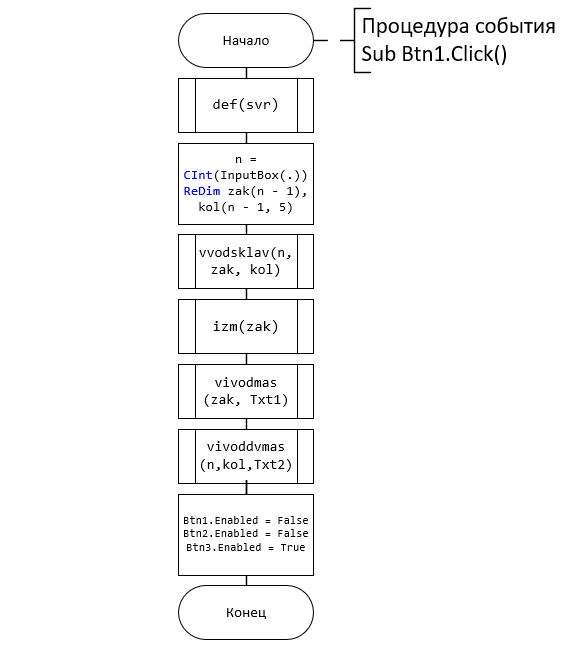 Начало
Процедура события
Sub Btn1.Click()
def(svr)
n =
CInt(InputBox(.))
ReDim zak(n - 1),
kol(n - 1, 5)
vvodsklav(n,
zak, kol)
izm(zak)
vivodmas
(zak, Txt1)
vivoddvmas
(n,kol,Txt2)
Btn1.Enabled = False
Btn2.Enabled = False
Btn3.Enabled = True
Конец